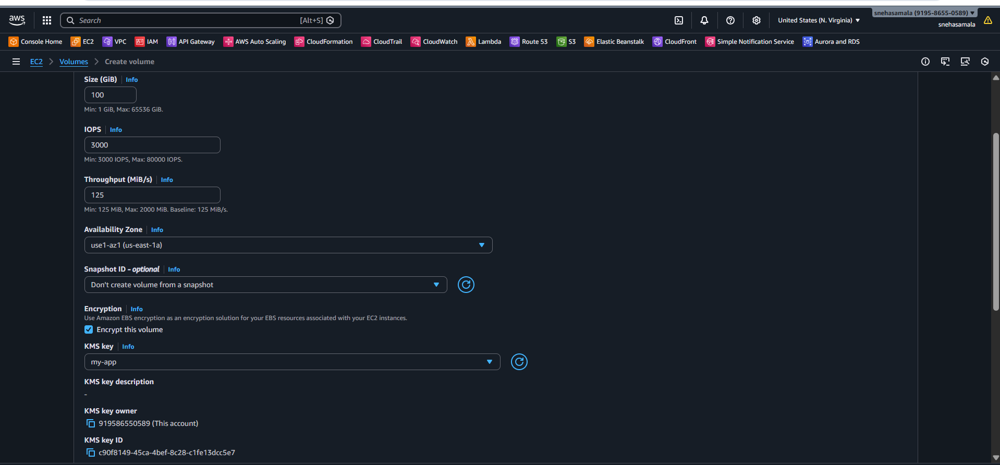 aws
Search [Alt+S]
United States (N. Virginia)
snehasamala (9195-8655-0589)
snehasamala
Console Home EC2 VPC IAM API Gateway AWS Auto Scaling CloudFormation CloudTrail CloudWatch Lambda Route 53 S3 Elastic Beanstalk CloudFront Simple Notification Service Aurora and RDS
EC2 Volumes Create volume
Size (GiB) Info
100
Min: 1 GiB, Max: 65536 GiB.
IOPS Info
3000
Min: 3000 IOPS, Max: 80000 IOPS.
Throughput (MiB/s) Info
125
Min: 125 MiB, Max: 2000 MiB. Baseline: 125 MiB/s.
Availability Zone Info
use1-az1 (us-east-1a)
Snapshot ID - optional Info
Don't create volume from a snapshot
Encryption Info
Use Amazon EBS encryption as an encryption solution for your EBS resources associated with your EC2 instances.
Encrypt this volume
KMS key Info
my-app
KMS key description
-
KMS key owner
919586550589 (This account)
KMS key ID
c90f8149-45ca-4bef-8c28-c1fe13dcc5e7